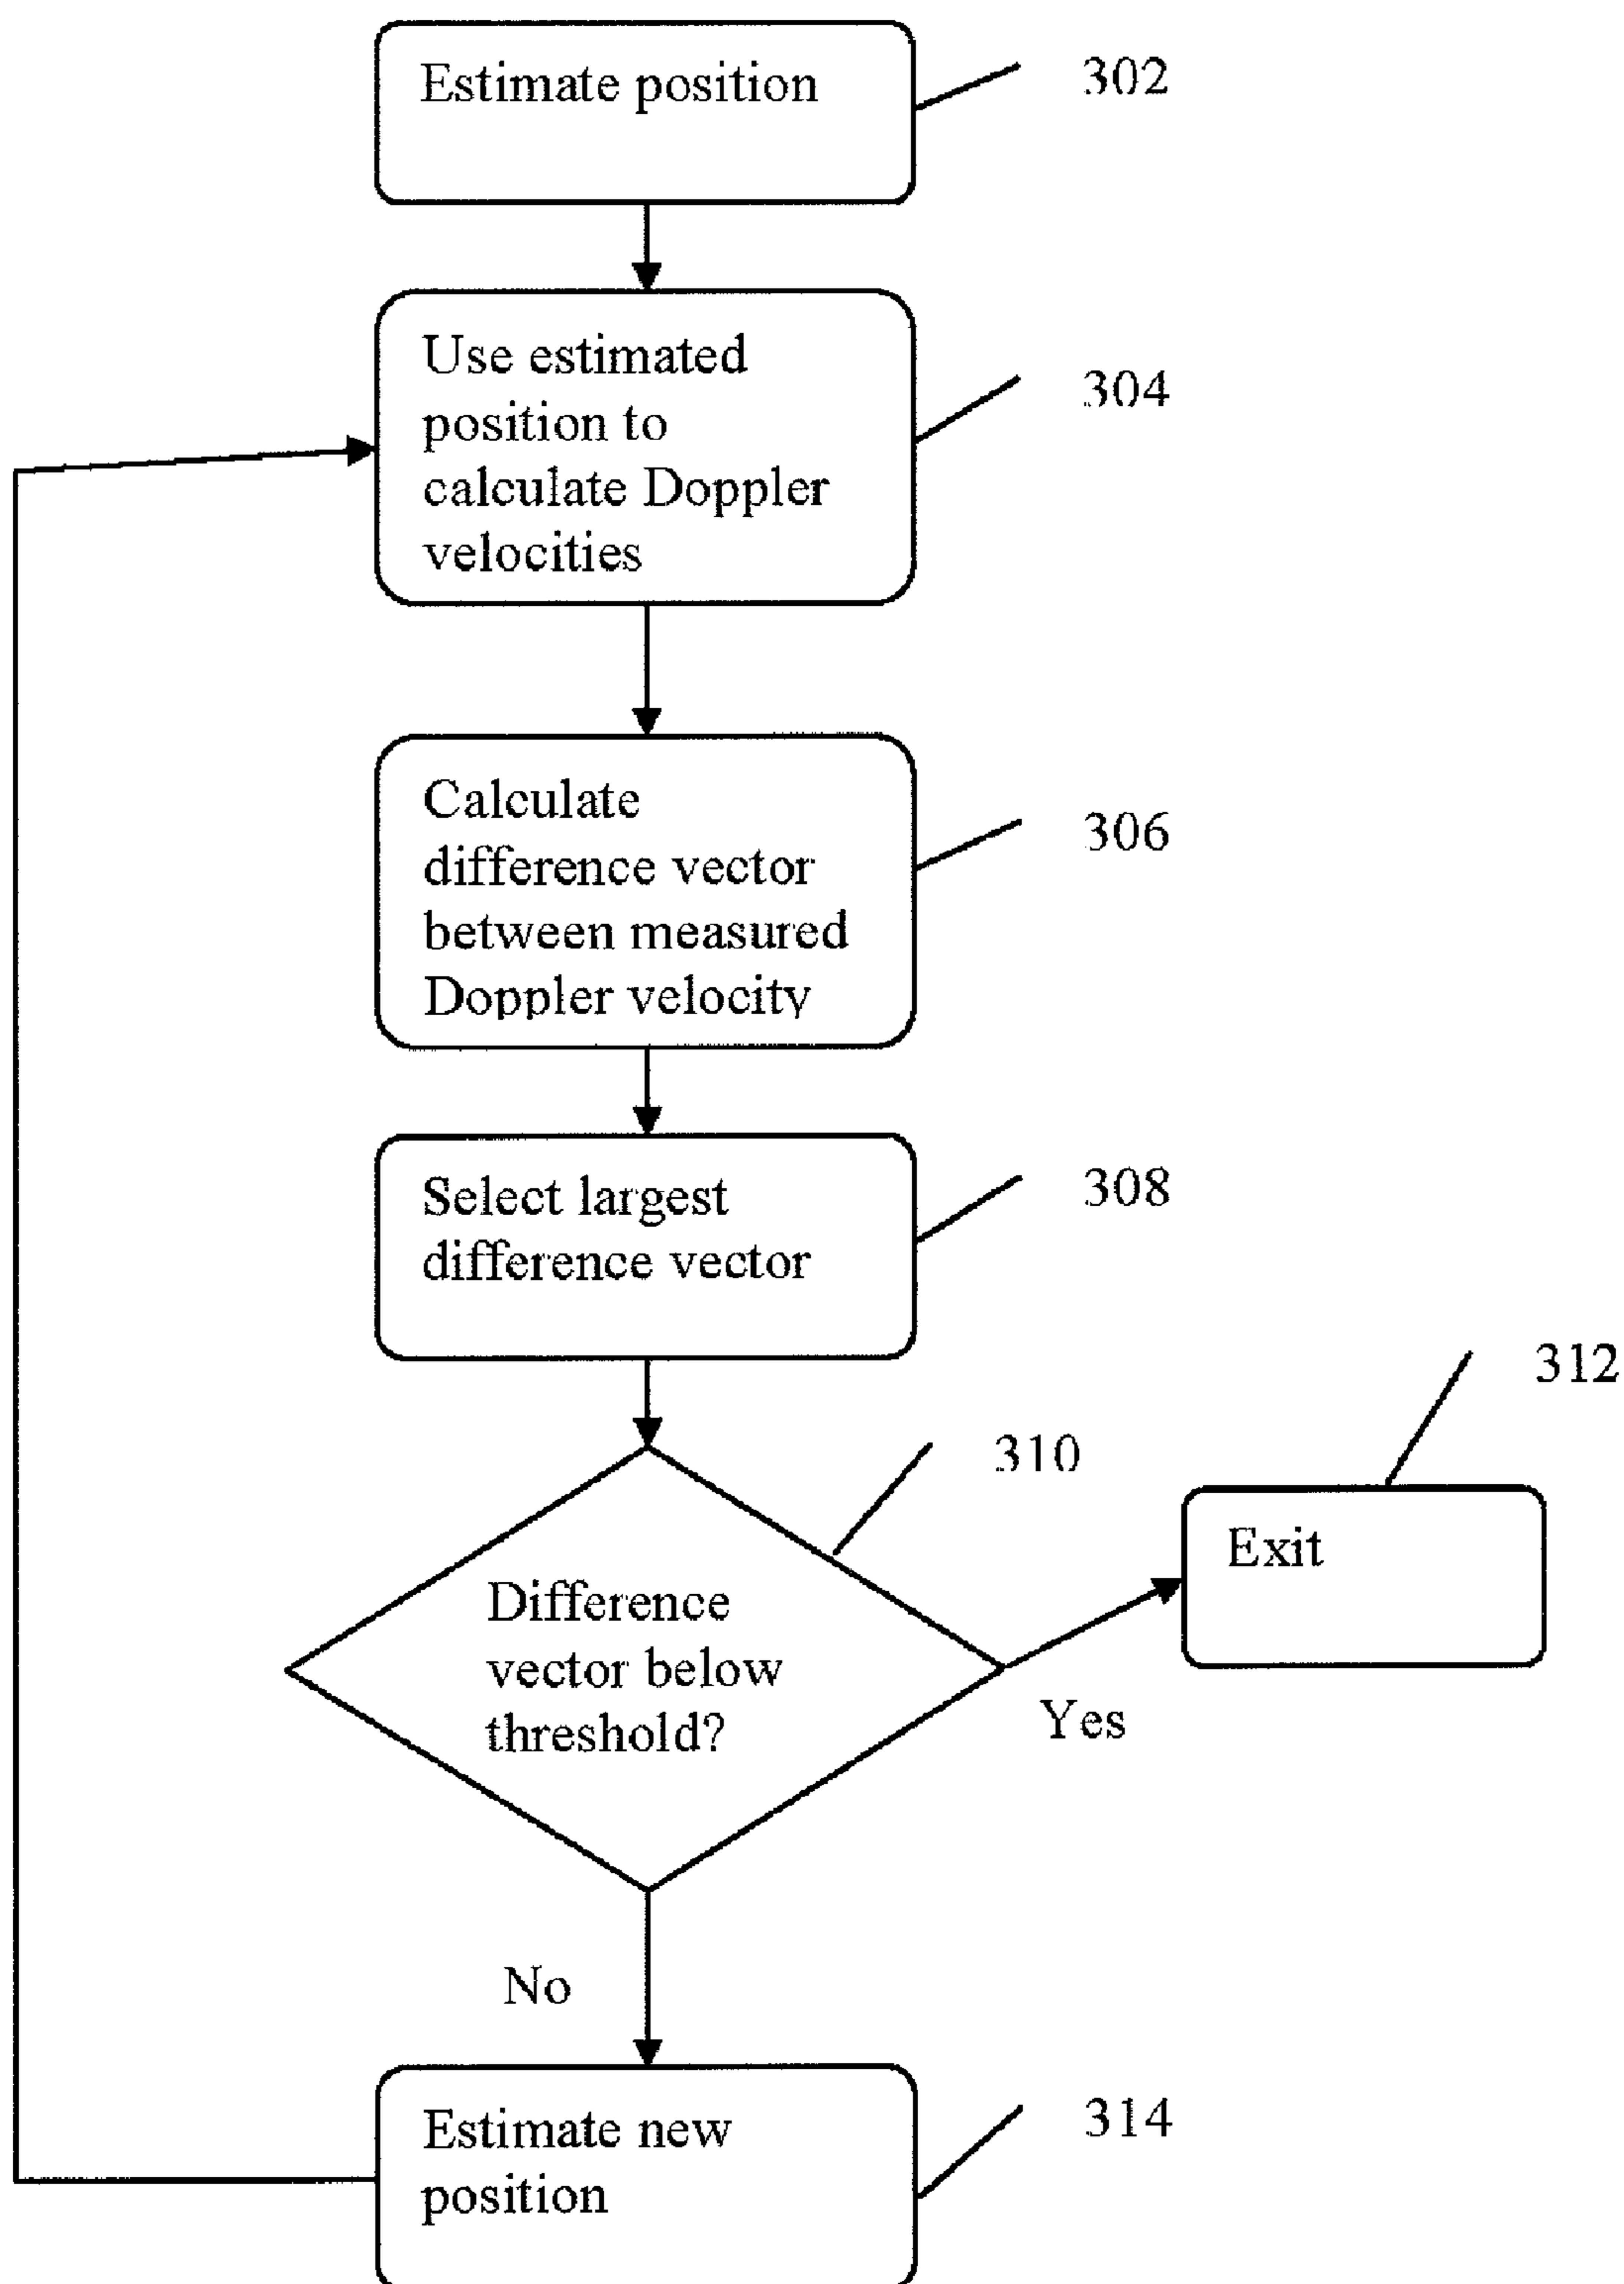 Estimate position
302
Use estimated
position to
calculate Doppler
velocities
304
Calculate
difference vector
between measured
Doppler velocity
306
Select largest
difference vector
308
310
312
Exit
Difference
vector below
threshold?
Yes
No
Estimate new
position
314